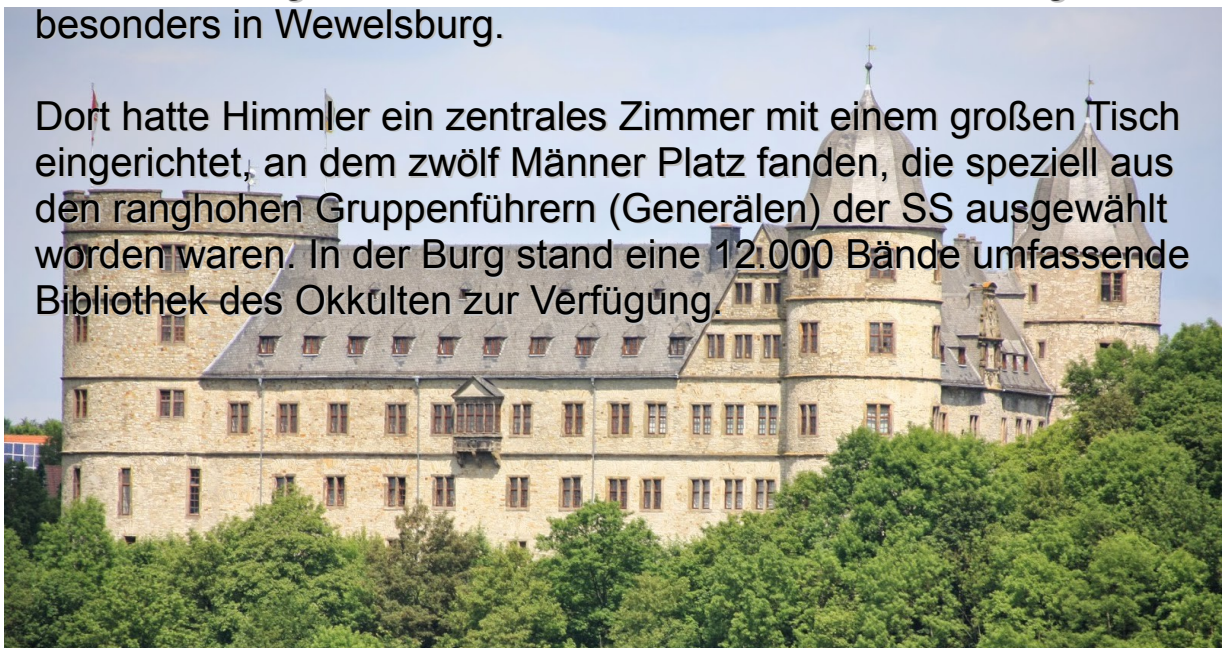 besonders in Wewelsburg.
Dort hatte Himmler ein zentrales Zimmer mit einem großen Tisch
eingerichtet, an dem zwölf Männer Platz fanden, die speziell aus
den ranghohen Gruppenführern (Generälen) der SS ausgewählt
worden waren. In der Burg stand eine 12.000 Bände umfassende
Bibliothek des Okkulten zur Verfügung.